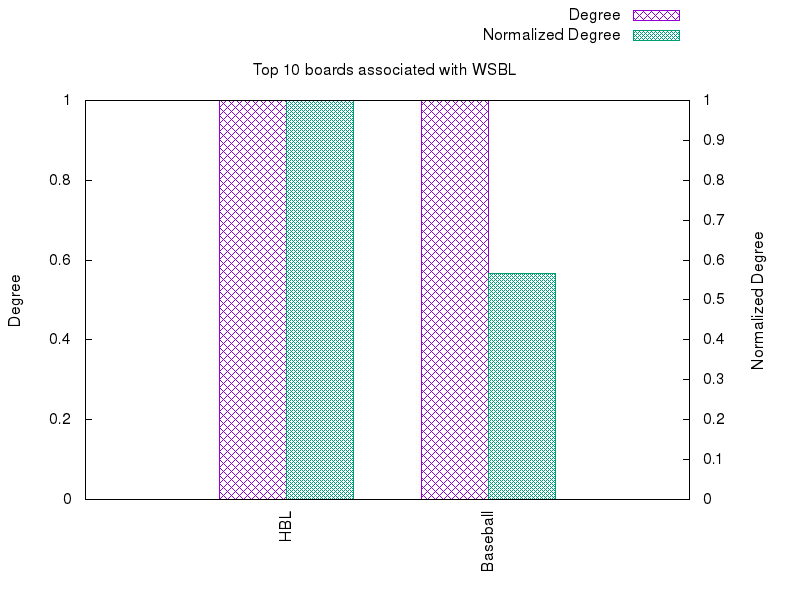 Degree
Normalized Degree
Top 10 boards associated with WSBL
1
0.8
0.6
0.4
0.2
0
Degree
1
0.9
0.8
0.7
0.6
0.5
0.4
0.3
0.2
0.1
0
Normalized Degree
HBL
Baseball